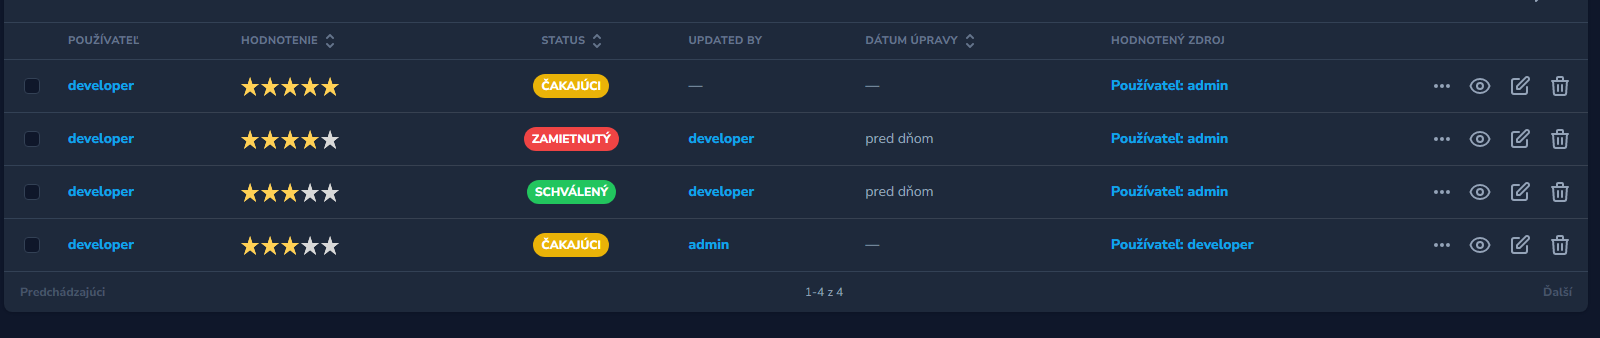 POUŽÍVATEĽ HODNOTENIE STATUS UPDATED BY DÁTUM ÚPRAVY HODNOTENÝ ZDROJ
developer ČAKAJÚCI — — Používateľ: admin
developer ZAMIETNUTÝ developer pred dňom Používateľ: admin
developer SCHVÁLENÝ developer pred dňom Používateľ: admin
developer ČAKAJÚCI admin — Používateľ: developer
Predchádzajúci 1-4 z 4 Ďalší